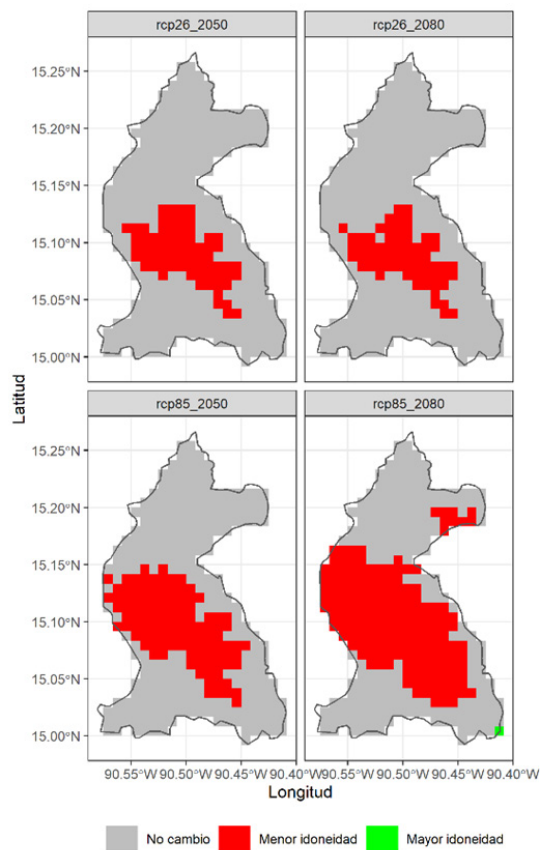 rcp26_2050 rcp26_2080
15.25°N
15.20°N
15.15°N
15.10°N
15.05°N
15.00°N
Latitud
rcp85_2050 rcp85_2080
15.25°N
15.20°N
15.15°N
15.10°N
15.05°N
15.00°N
90.55°W 90.50°W 90.45°W 90.40°W 90.55°W 90.50°W 90.45°W 90.40°W
Longitud
No cambio Menor idoneidad Mayor idoneidad